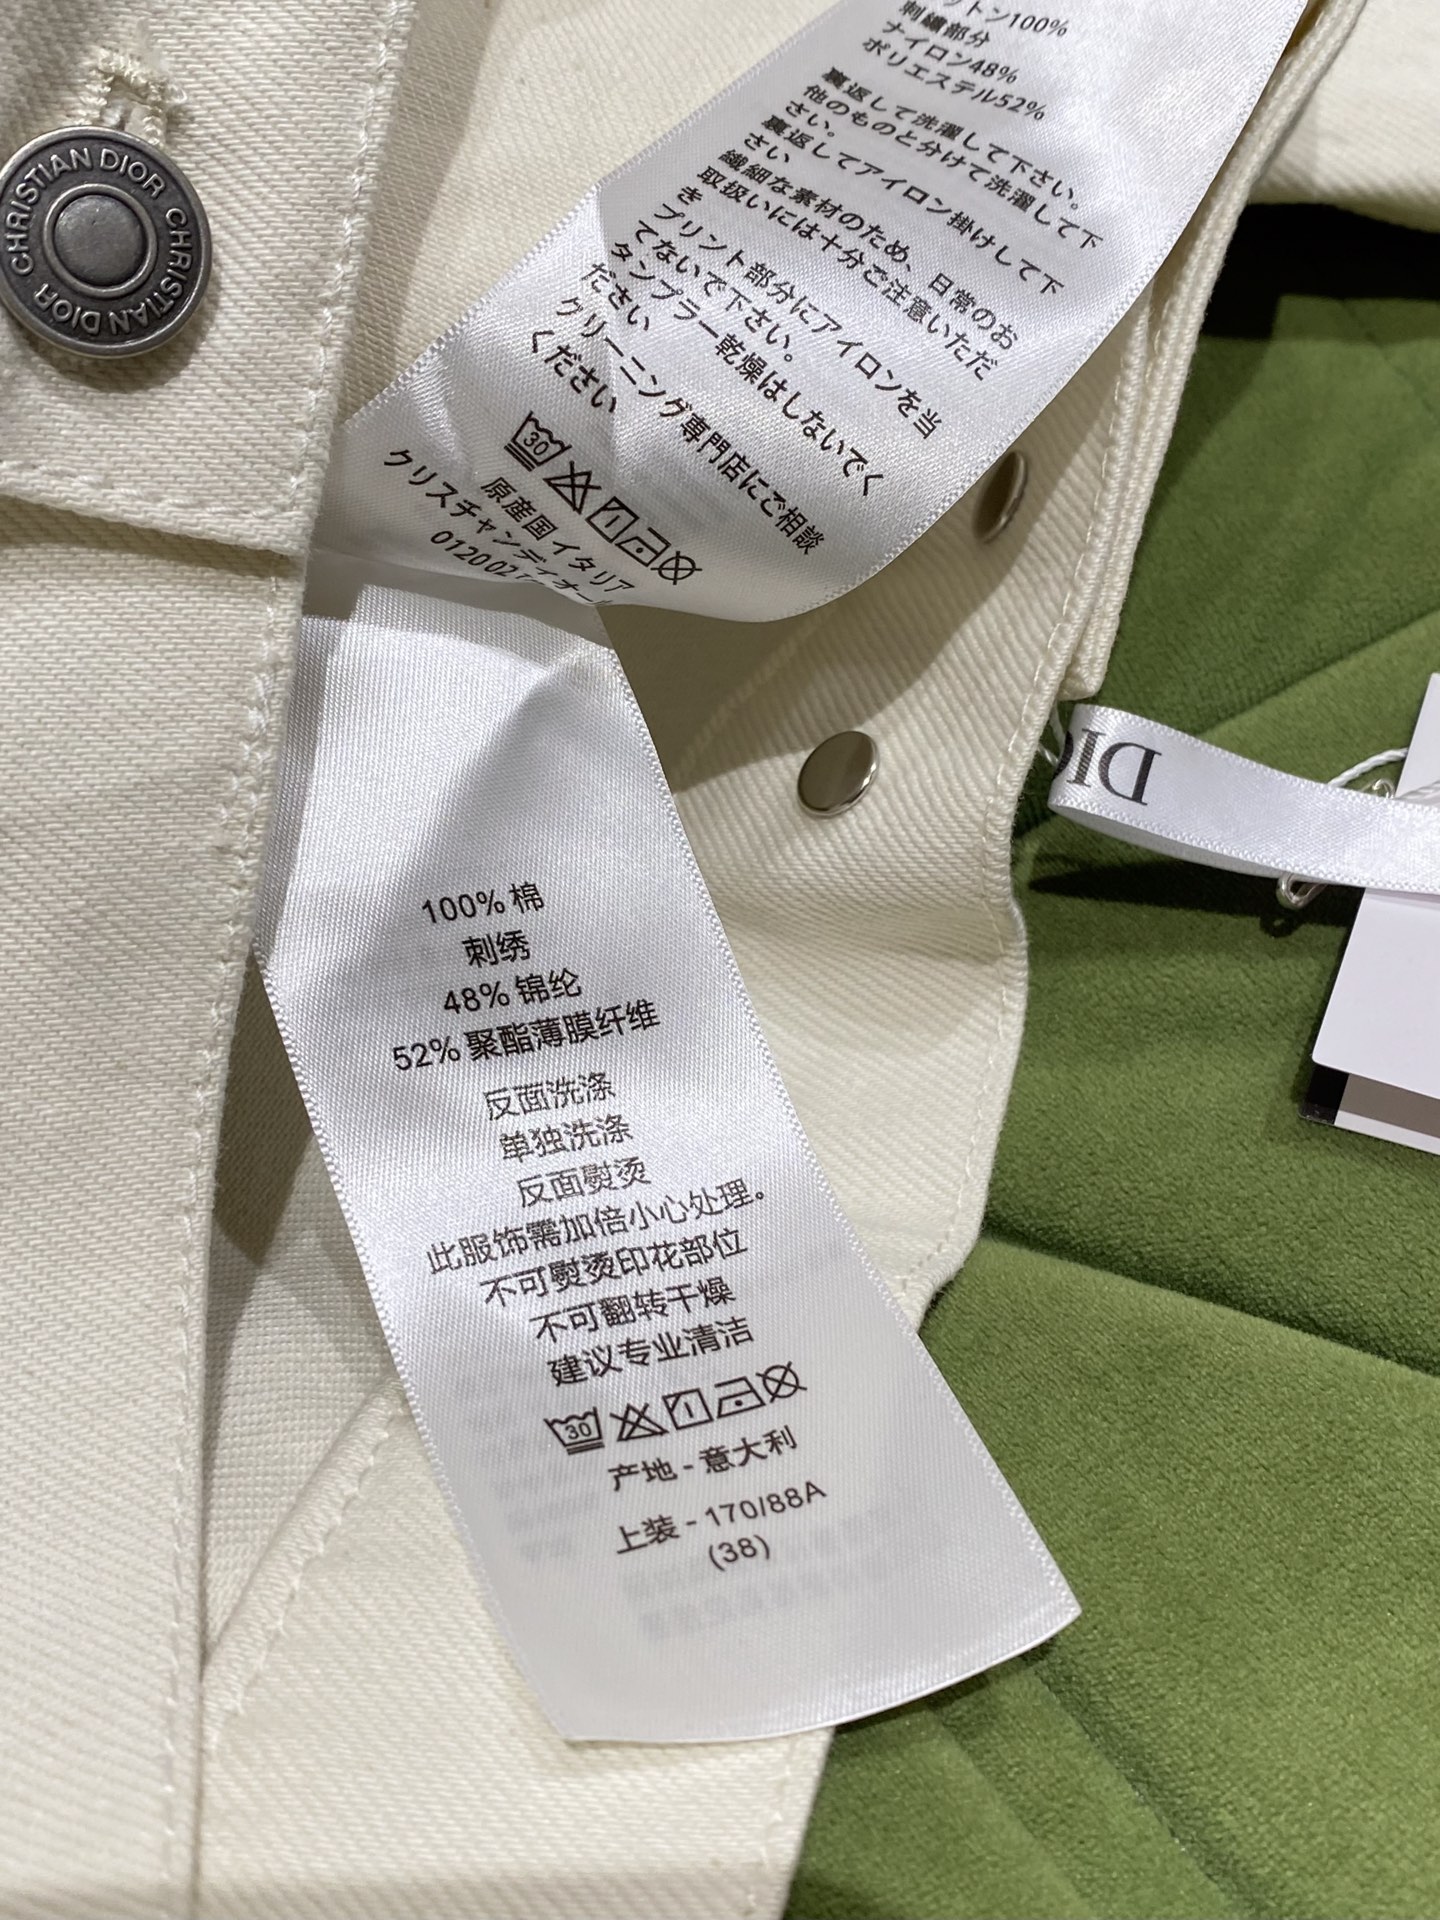 CHRISTIAN DIOR CHRISTIAN DIOR
ットン100%
刺繍部分
ナイロン48%
ポリエステル52%
裏返して洗濯して下さい。
他のものと分けて洗濯して下
さい。
裏返してアイロン掛けして下
さい
繊細な素材のため、日常のお
取扱いには十分ご注意いただ
き
プリント部分にアイロンを当
てないで下さい。
タンブラー乾燥はしないでく
ださい
クリーニング専門店にご相談
ください
30
原産国 イタリア
クリスチャンディオール
012002
DIO
100% 棉
刺绣
48% 锦纶
52% 聚酯薄膜纤维
反面洗涤
单独洗涤
反面熨烫
此服饰需加倍小心处理。
不可熨烫印花部位
不可翻转干燥
建议专业清洁
30
产地 - 意大利
上装 - 170/88A
(38)